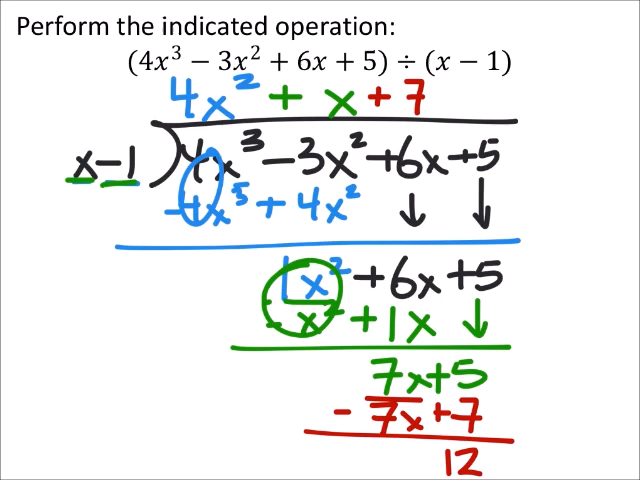 Perform the indicated operation:
(4x³ − 3x² + 6x + 5) ÷ (x − 1)
4x² + x + 7
x−1 ) 4x³ −3x² +6x +5
−4x³ + 4x² ↓ ↓
1x² +6x +5
− x² +1x ↓
7x+5
− 7x+7
12